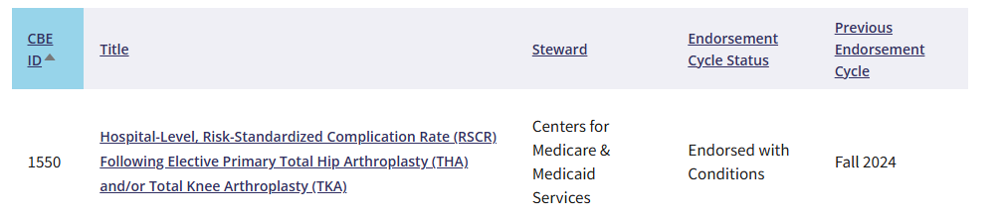 CBE
ID
Title
Steward
Endorsement
Cycle Status
Previous
Endorsement
Cycle
1550
Hospital-Level, Risk-Standardized Complication Rate (RSCR)
Following Elective Primary Total Hip Arthroplasty (THA)
and/or Total Knee Arthroplasty (TKA)
Centers for
Medicare &
Medicaid
Services
Endorsed with
Conditions
Fall 2024